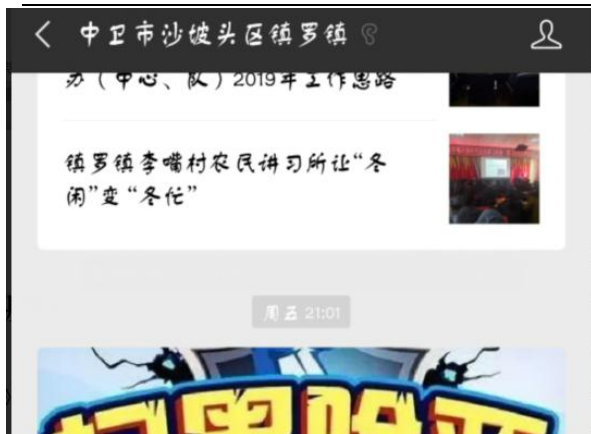 中卫市沙坡头区镇罗镇
办（中心、队）2019年工作思路
镇罗镇李嘴村农民讲习所让“冬
闲”变“冬忙”
周五 21:01